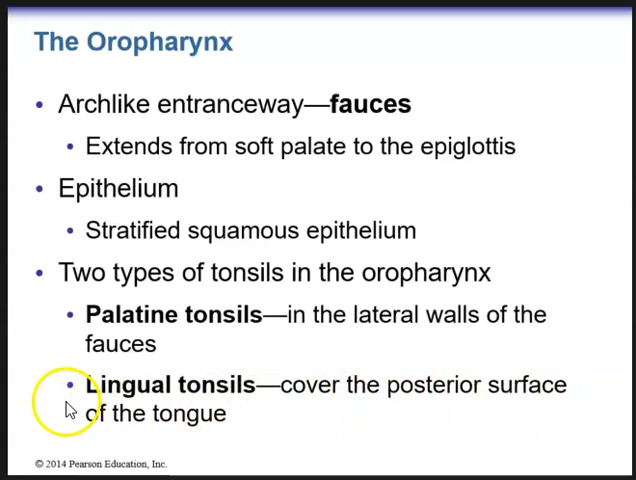 The Oropharynx
• Archlike entranceway—fauces
• Extends from soft palate to the epiglottis
• Epithelium
• Stratified squamous epithelium
• Two types of tonsils in the oropharynx
• Palatine tonsils—in the lateral walls of the
fauces
• Lingual tonsils—cover the posterior surface
of the tongue
© 2014 Pearson Education, Inc.